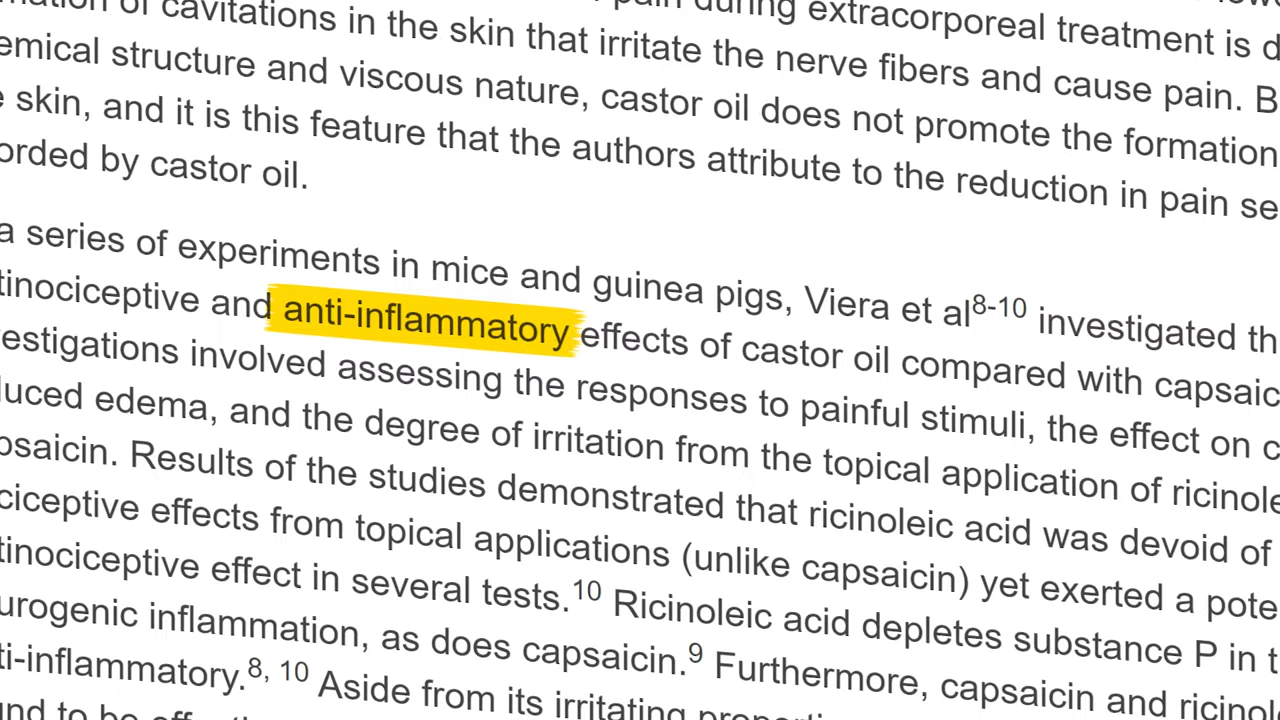 of cavitations in the skin that irritate the nerve fibers and cause pain. B
during extracorporeal treatment is d
emical structure and viscous nature, castor oil does not promote the formation
skin, and it is this feature that the authors attribute to the reduction in pain se
orded by castor oil.
a series of experiments in mice and guinea pigs, Viera et al8-10 investigated th
tinociceptive and anti-inflammatory effects of castor oil compared with capsaic
estigations involved assessing the responses to painful stimuli, the effect on c
luced edema, and the degree of irritation from the topical application of ricinole
psaicin. Results of the studies demonstrated that ricinoleic acid was devoid of
ciceptive effects from topical applications (unlike capsaicin) yet exerted a pote
tinociceptive effect in several tests.10 Ricinoleic acid depletes substance P in t
urogenic inflammation, as does capsaicin.9 Furthermore, capsaicin and ricinol
ti-inflammatory.8, 10 Aside from its irritating
to be